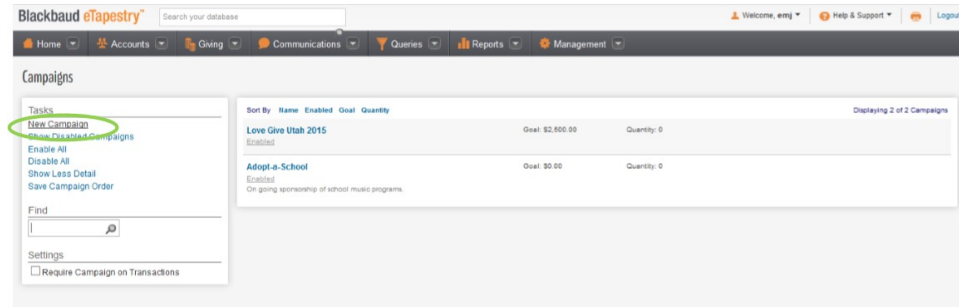 Blackbaud eTapestry™ Search your database Welcome, emj Help & Support Logout
Home Accounts Giving Communications Queries Reports Management
Campaigns
Tasks
New Campaign
Show Disabled Campaigns
Enable All
Disable All
Show Less Detail
Save Campaign Order
Find
Settings
Require Campaign on Transactions
Sort By Name Enabled Goal Quantity Displaying 2 of 2 Campaigns
Love Give Utah 2015 Goal: $2,600.00 Quantity: 0
Enabled
Adopt-a-School Goal: $0.00 Quantity: 0
Enabled
On going sponsorship of school music programs.